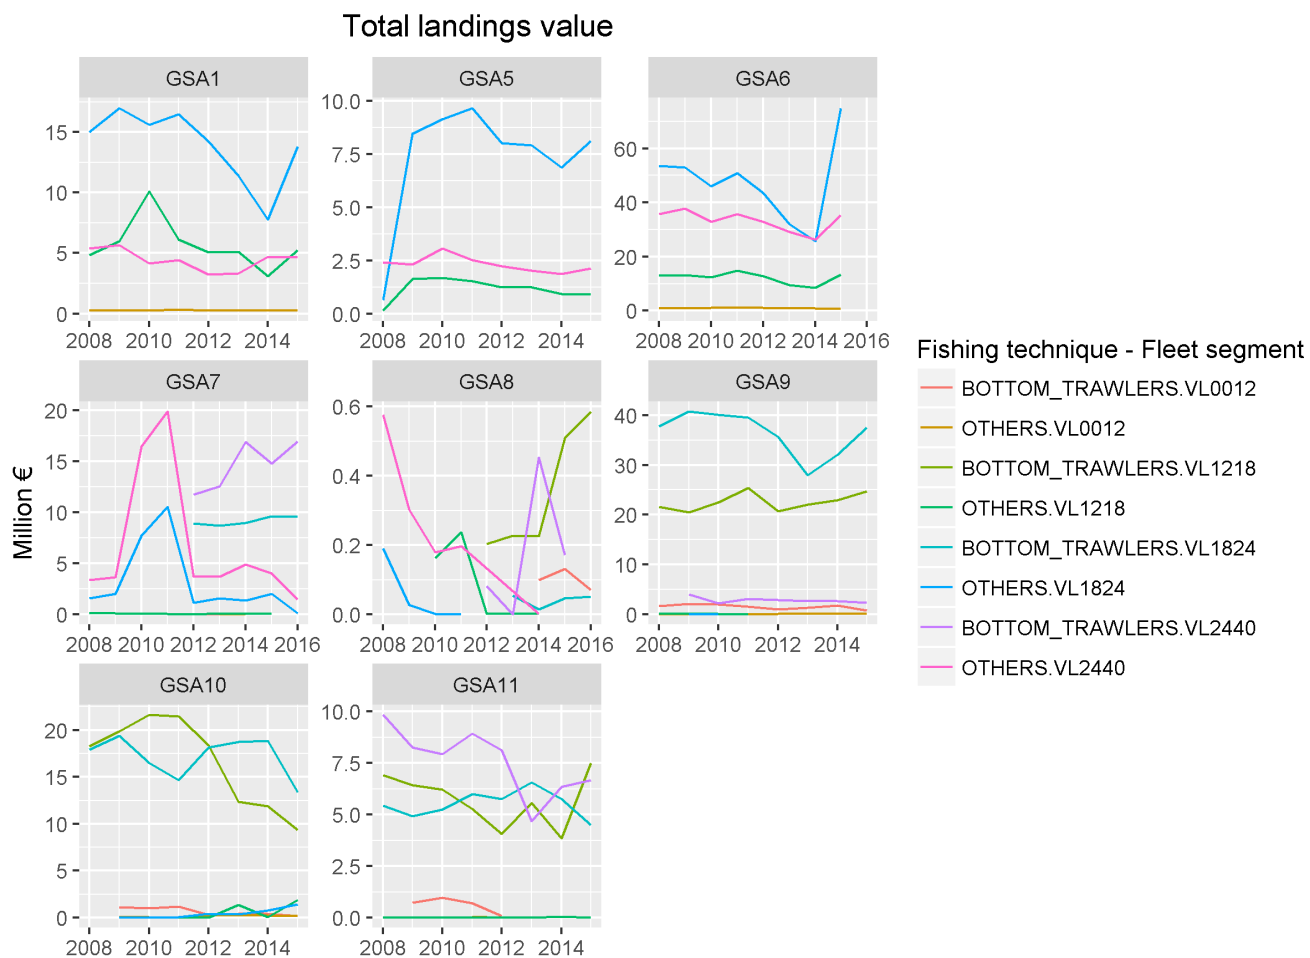 Total landings value
GSA1 GSA5 GSA6
15
10
5
0
10.0
7.5
5.0
2.5
0.0
60
40
20
0
2008 2010 2012 2014
2008 2010 2012 2014
2008 2010 2012 2014 2016
GSA7 GSA8 GSA9
20
15
10
5
0
0.6
0.4
0.2
0.0
40
30
20
10
0
2008 2010 2012 2014 2016
2008 2010 2012 2014 2016
2008 2010 2012 2014
GSA10 GSA11
20
15
10
5
0
10.0
7.5
5.0
2.5
0.0
2008 2010 2012 2014
2008 2010 2012 2014
Million €
Fishing technique - Fleet segment
BOTTOM_TRAWLERS.VL0012
OTHERS.VL0012
BOTTOM_TRAWLERS.VL1218
OTHERS.VL1218
BOTTOM_TRAWLERS.VL1824
OTHERS.VL1824
BOTTOM_TRAWLERS.VL2440
OTHERS.VL2440